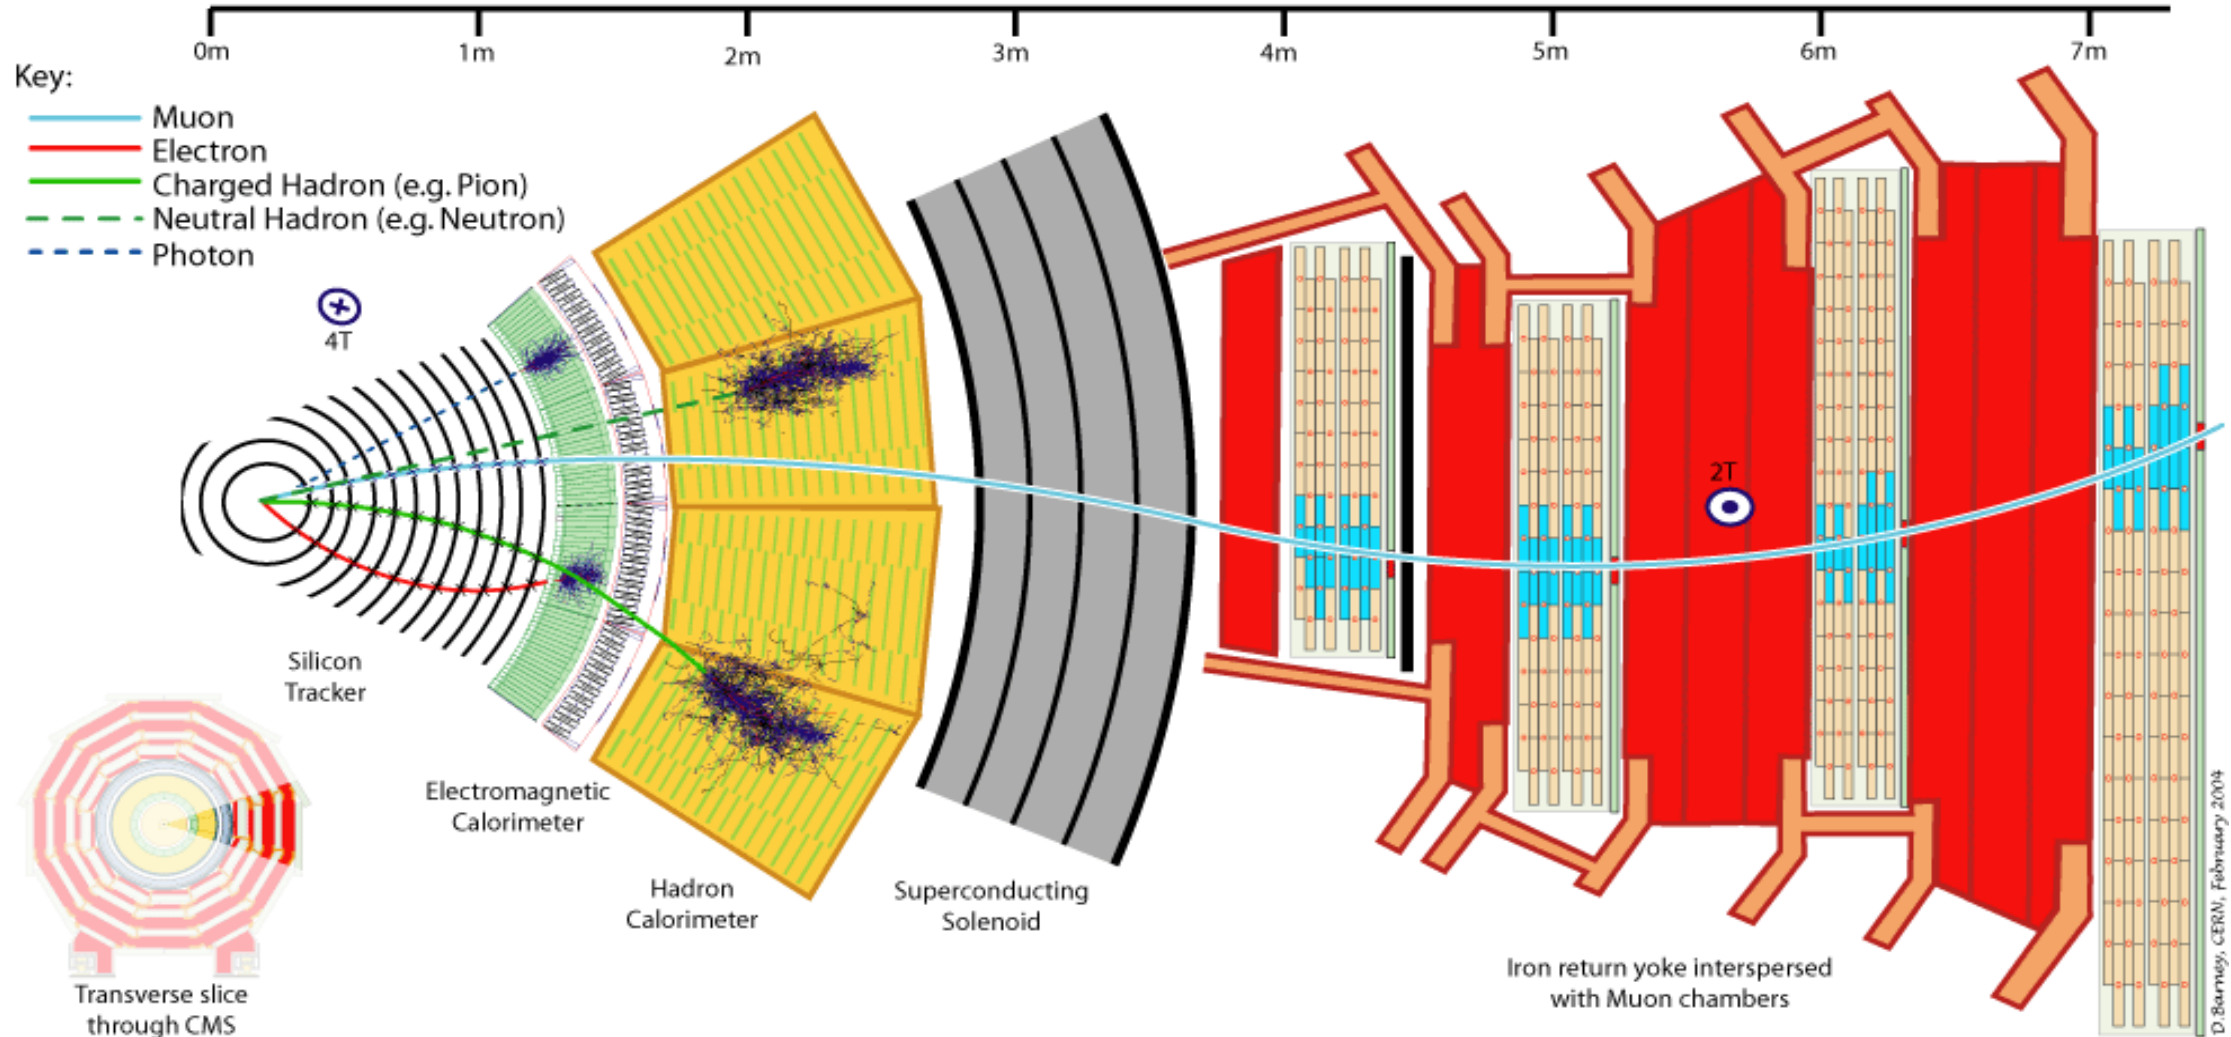 0m 1m 2m 3m 4m 5m 6m 7m
Key:
Muon
Electron
Charged Hadron (e.g. Pion)
Neutral Hadron (e.g. Neutron)
Photon
4T
2T
Silicon
Tracker
Electromagnetic
Calorimeter
Hadron
Calorimeter
Superconducting
Solenoid
Iron return yoke interspersed
with Muon chambers
Transverse slice
through CMS
D.Barney, CERN, February 2004